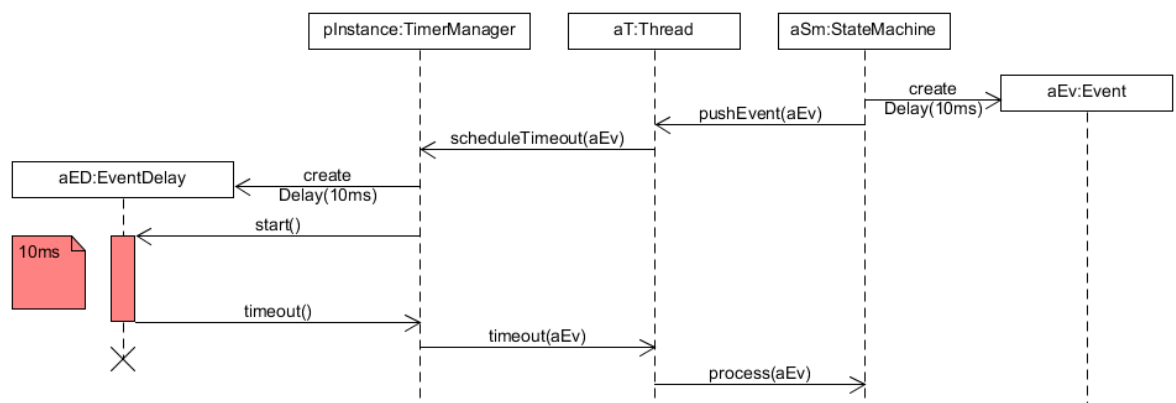 pInstance:TimerManager
aT:Thread
aSm:StateMachine
aEv:Event
create
Delay(10ms)
pushEvent(aEv)
scheduleTimeout(aEv)
aED:EventDelay
create
Delay(10ms)
start()
10ms
timeout()
timeout(aEv)
process(aEv)